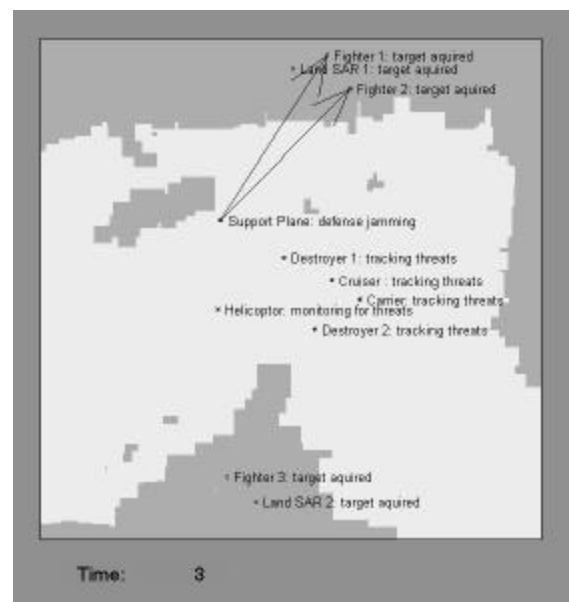 Fighter 1: target aquired
Land SAR 1: target aquired
Fighter 2: target aquired
Support Plane: defense jamming
Destroyer 1: tracking threats
Cruiser : tracking threats
Carrier: tracking threats
Helicoptor: monitoring for threats
Destroyer 2: tracking threats
Fighter 3: target aquired
Land SAR 2: target aquired
Time: 3